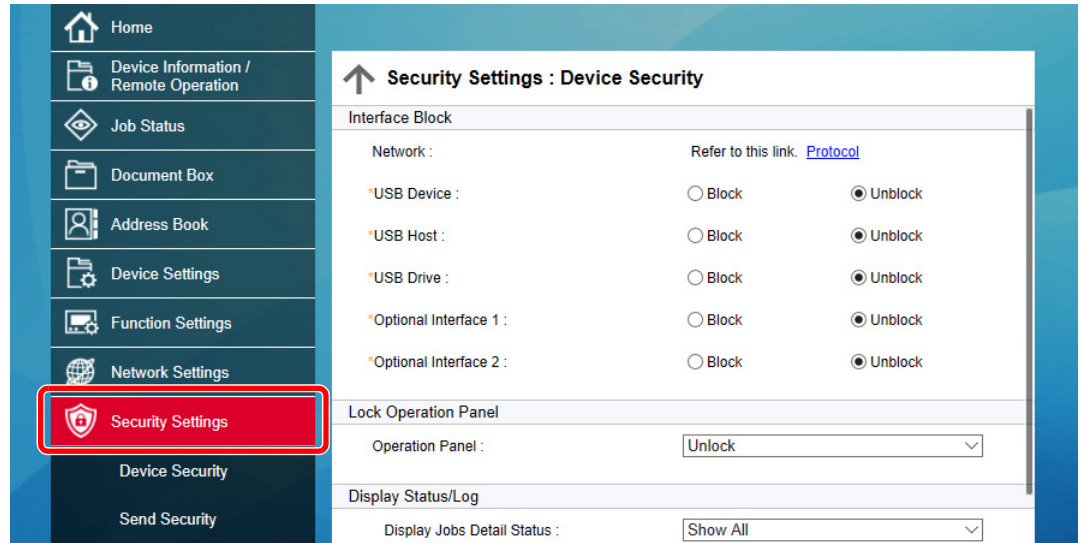 Home
Device Information /
Remote Operation
Job Status
Document Box
Address Book
Device Settings
Function Settings
Network Settings
Security Settings
Device Security
Send Security
Security Settings : Device Security
Interface Block
Network : Refer to this link. Protocol
*USB Device : Block Unblock
*USB Host : Block Unblock
*USB Drive : Block Unblock
*Optional Interface 1 : Block Unblock
*Optional Interface 2 : Block Unblock
Lock Operation Panel
Operation Panel : Unlock
Display Status/Log
Display Jobs Detail Status : Show All